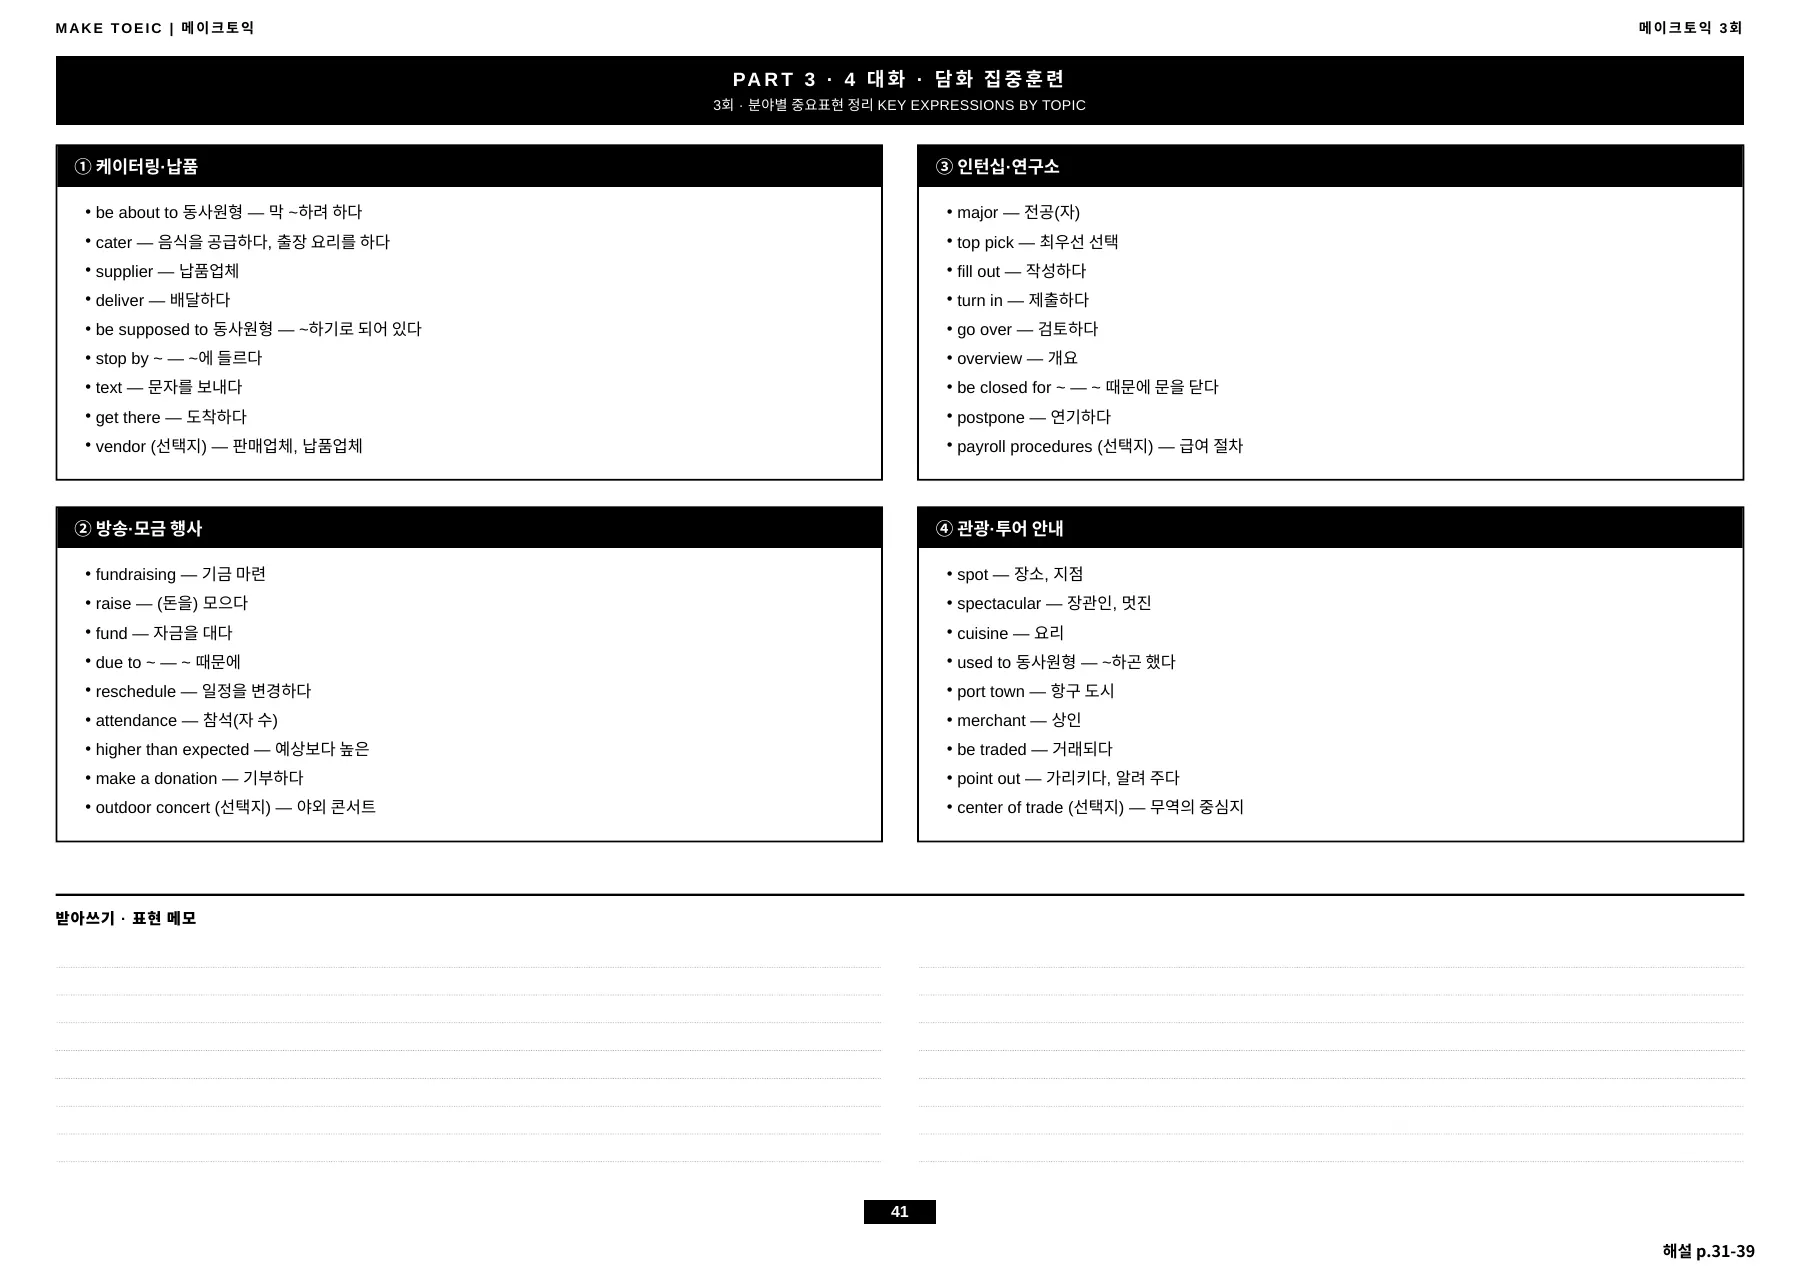 MAKE TOEIC | 메이크토익
메이크토익 3회
PART 3 · 4 대화 · 담화 집중훈련
3회 · 분야별 중요표현 정리 KEY EXPRESSIONS BY TOPIC
① 케이터링·납품
• be about to 동사원형 — 막 ~하려 하다
• cater — 음식을 공급하다, 출장 요리를 하다
• supplier — 납품업체
• deliver — 배달하다
• be supposed to 동사원형 — ~하기로 되어 있다
• stop by ~ — ~에 들르다
• text — 문자를 보내다
• get there — 도착하다
• vendor (선택지) — 판매업체, 납품업체
② 방송·모금 행사
• fundraising — 기금 마련
• raise — (돈을) 모으다
• fund — 자금을 대다
• due to ~ — ~ 때문에
• reschedule — 일정을 변경하다
• attendance — 참석(자 수)
• higher than expected — 예상보다 높은
• make a donation — 기부하다
• outdoor concert (선택지) — 야외 콘서트
③ 인턴십·연구소
• major — 전공(자)
• top pick — 최우선 선택
• fill out — 작성하다
• turn in — 제출하다
• go over — 검토하다
• overview — 개요
• be closed for ~ — ~ 때문에 문을 닫다
• postpone — 연기하다
• payroll procedures (선택지) — 급여 절차
④ 관광·투어 안내
• spot — 장소, 지점
• spectacular — 장관인, 멋진
• cuisine — 요리
• used to 동사원형 — ~하곤 했다
• port town — 항구 도시
• merchant — 상인
• be traded — 거래되다
• point out — 가리키다, 알려 주다
• center of trade (선택지) — 무역의 중심지
받아쓰기 · 표현 메모
41
해설 p.31-39